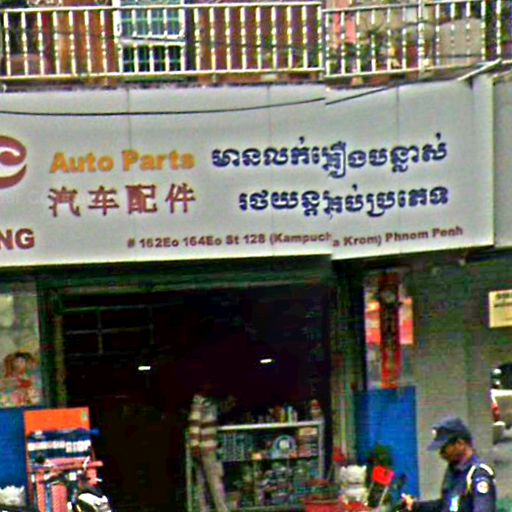 Auto Parts
汽车配件
NG
មានលក់គ្រឿងបន្លាស់
រថយន្តគ្រប់ប្រភេទ
# 162Eo 164Eo St 128 (Kampuchea Krom) Phnom Penh